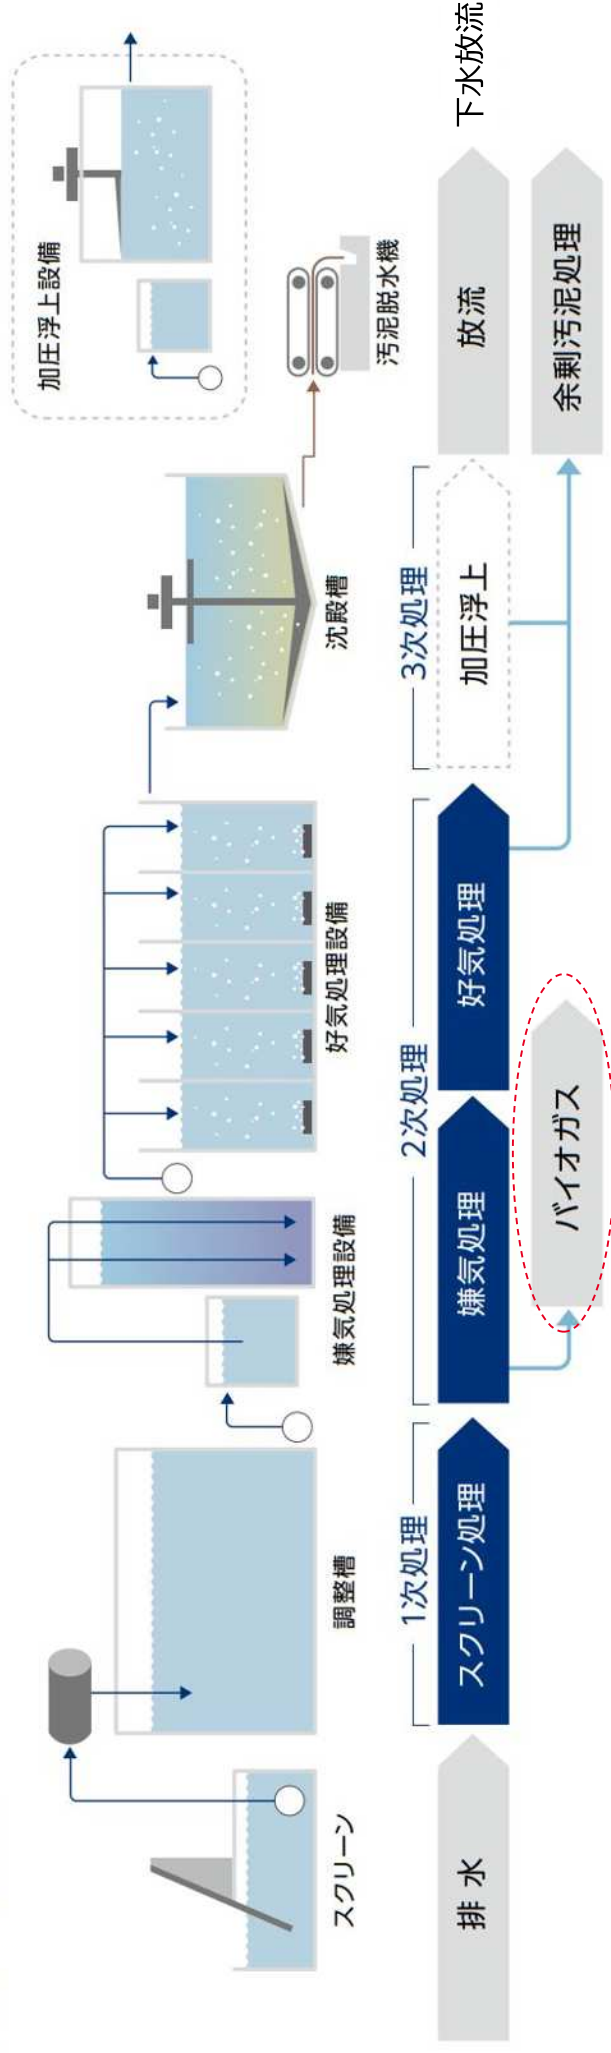 加圧浮上設備
スクリーン
調整槽
嫌気処理設備
好気処理設備
沈殿槽
汚泥脱水機
1次処理
2次処理
3次処理
排水
スクリーン処理
嫌気処理
好気処理
加圧浮上
放流
下水放流
バイオガス
余剰汚泥処理